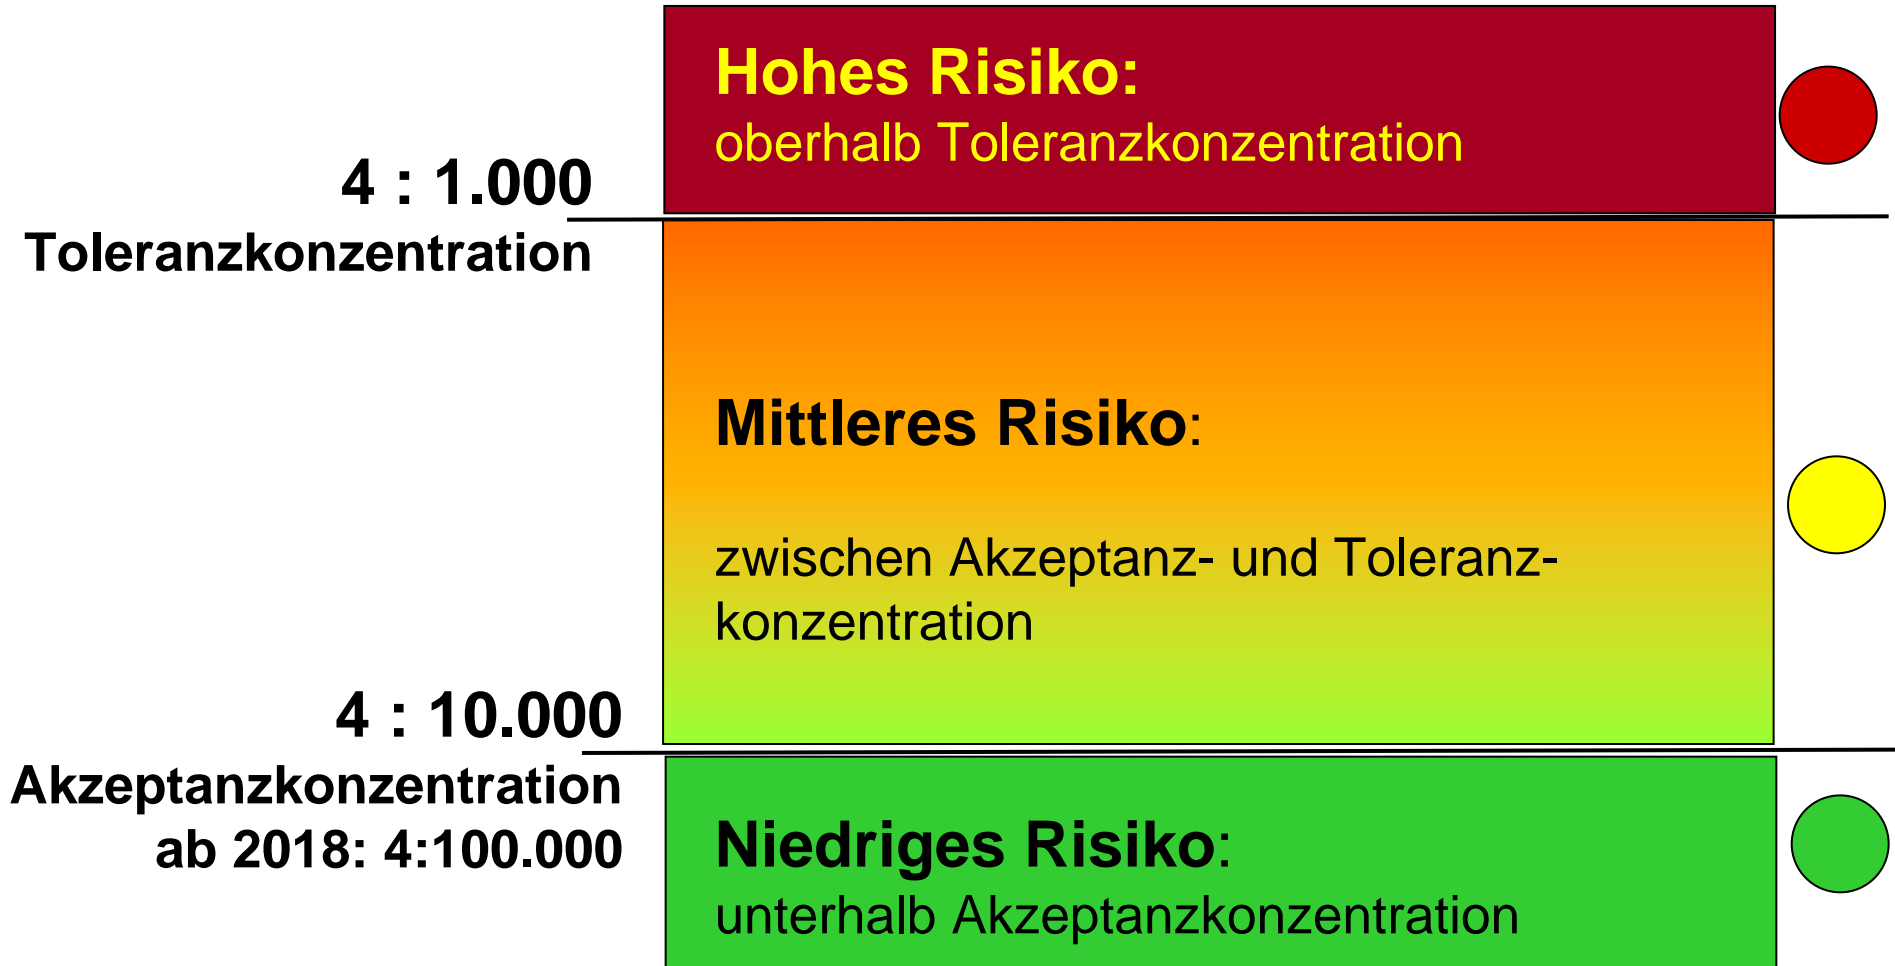 Hohes Risiko:
oberhalb Toleranzkonzentration
4 : 1.000
Toleranzkonzentration
Mittleres Risiko:
zwischen Akzeptanz- und Toleranz-
konzentration
4 : 10.000
Akzeptanzkonzentration
ab 2018: 4:100.000
Niedriges Risiko:
unterhalb Akzeptanzkonzentration